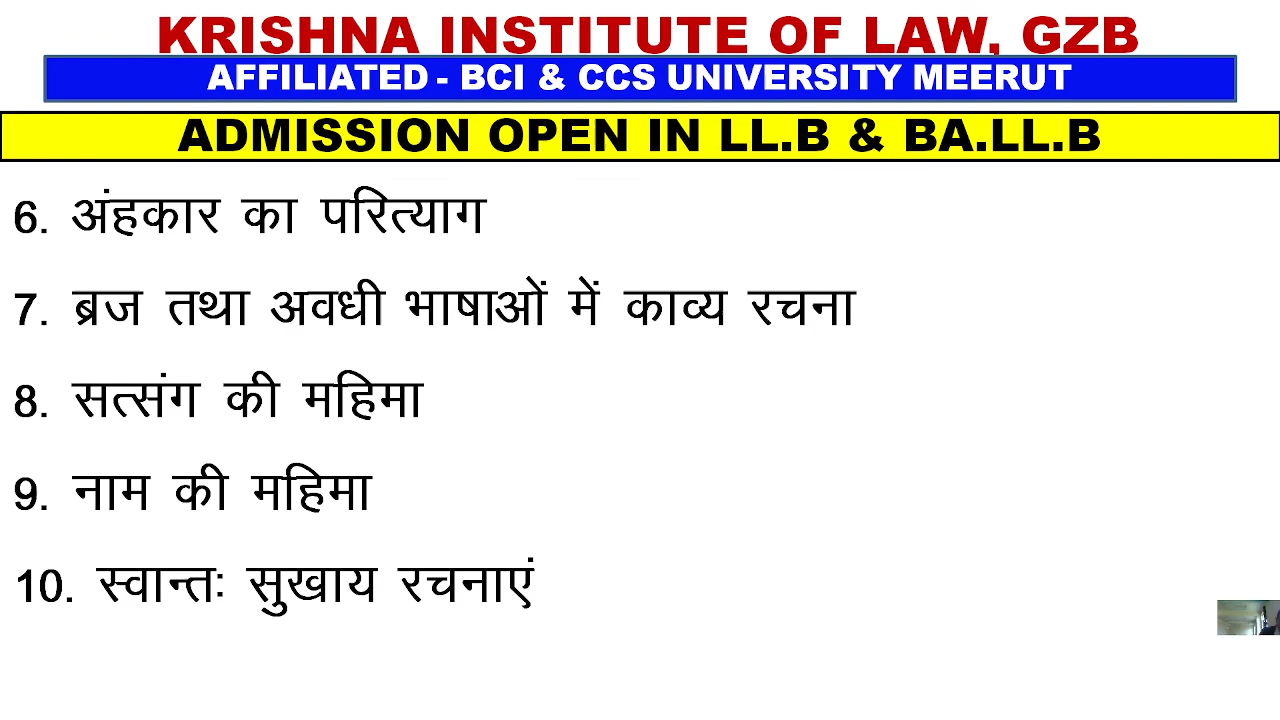 KRISHNA INSTITUTE OF LAW, GZB
AFFILIATED - BCI & CCS UNIVERSITY MEERUT
ADMISSION OPEN IN LL.B & BA.LL.B
6. अंहकार का परित्याग
7. ब्रज तथा अवधी भाषाओं में काव्य रचना
8. सत्संग की महिमा
9. नाम की महिमा
10. स्वान्तः सुखाय रचनाएं